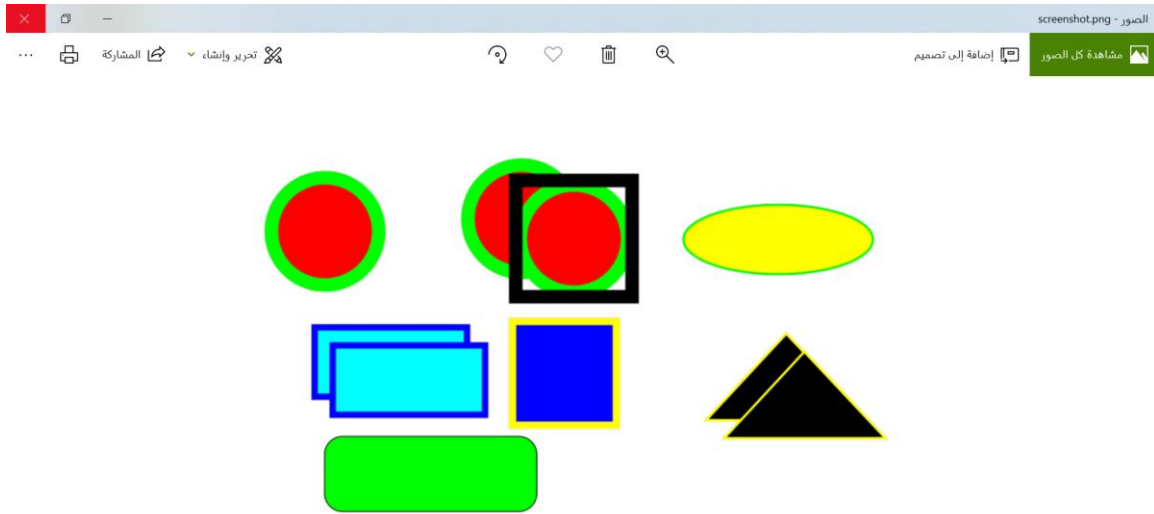 الصور - screenshot.png
مشاهدة كل الصور
إضافة إلى تصميم
تحرير وإنشاء
المشاركة